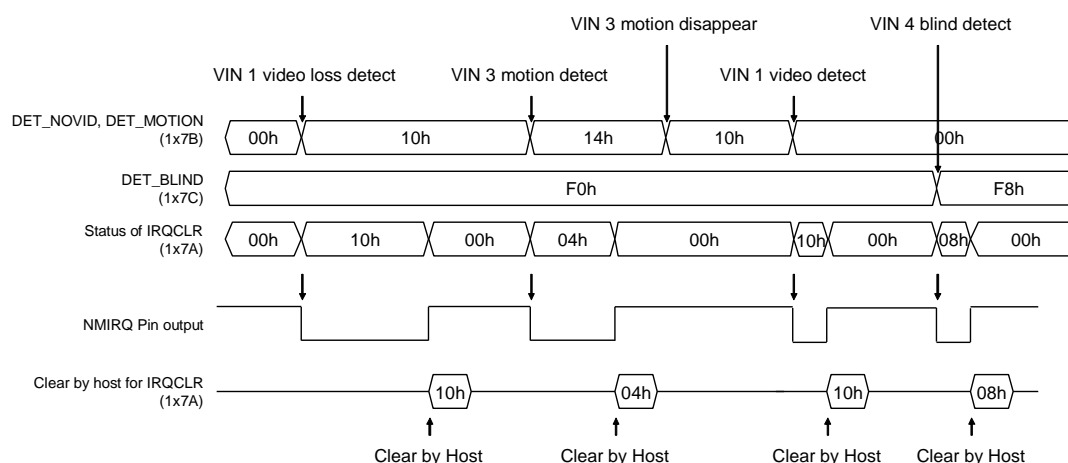 VIN 3 motion disappear
VIN 4 blind detect
VIN 1 video loss detect
VIN 3 motion detect
VIN 1 video detect
DET_NOVID, DET_MOTION
(1x7B)
00h 10h 14h 10h 00h
DET_BLIND
(1x7C)
F0h F8h
Status of IRQCLR
(1x7A)
00h 10h 00h 04h 00h 10h 00h 08h 00h
NMIRQ Pin output
Clear by host for IRQCLR
(1x7A)
10h 04h 10h 08h
Clear by Host Clear by Host Clear by Host Clear by Host